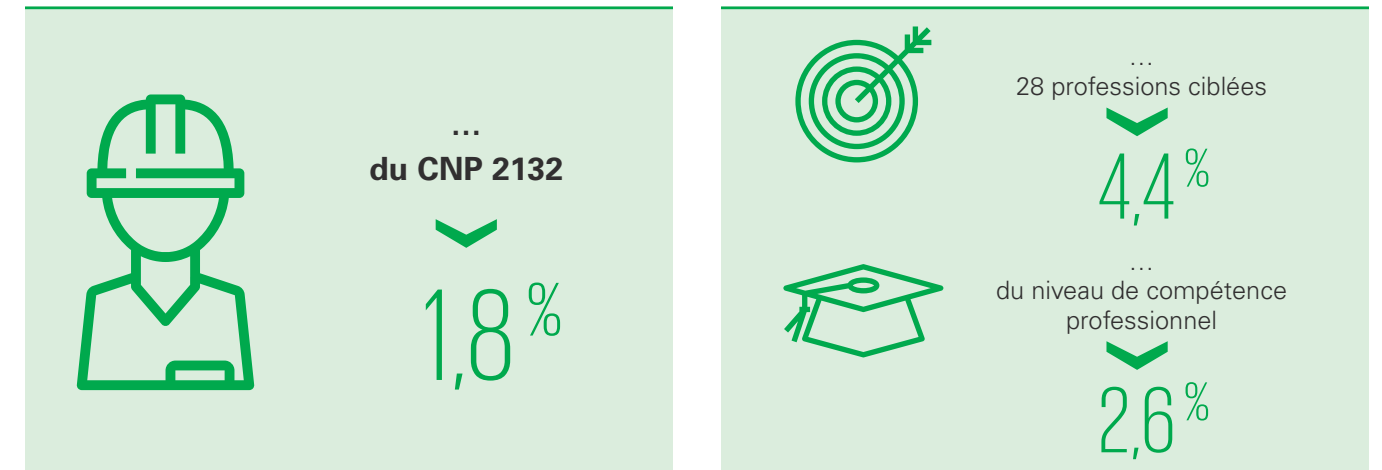 …
du CNP 2132
1,8 %
…
28 professions ciblées
4,4 %
…
du niveau de compétence
professionnel
2,6 %